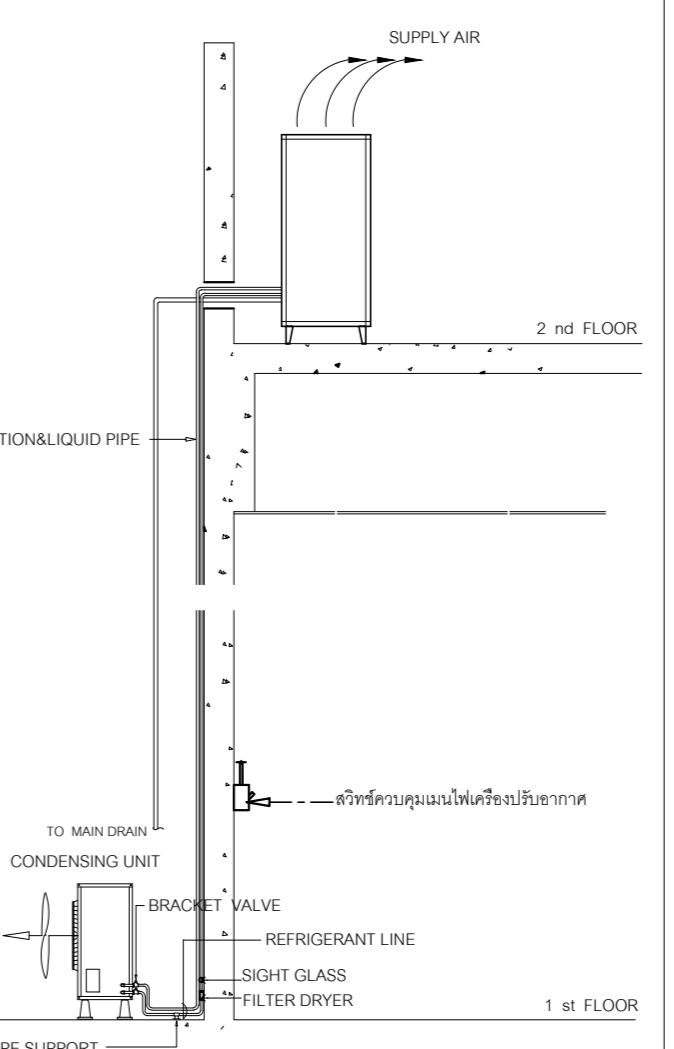 SUPPLY AIR
2 nd FLOOR
TION&LIQUID PIPE
สวิทช์ควบคุมเมนไฟเครื่องปรับอากาศ
TO MAIN DRAIN
CONDENSING UNIT
BRACKET VALVE
REFRIGERANT LINE
SIGHT GLASS
FILTER DRYER
1 st FLOOR
PE SUPPORT